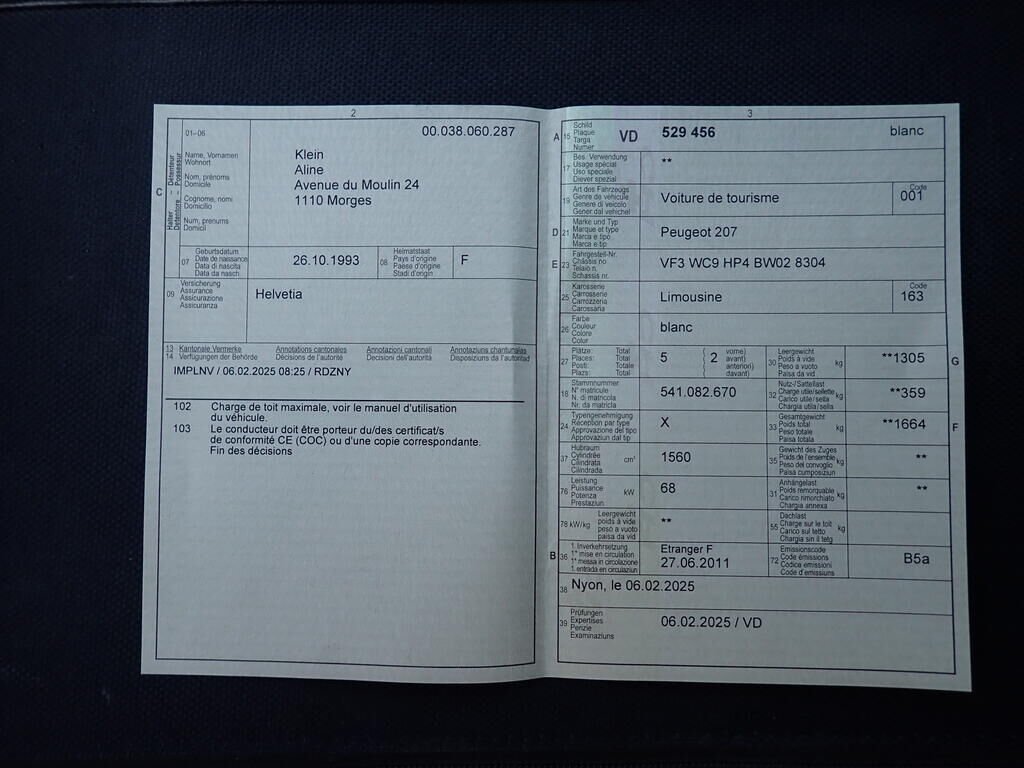 2
01–06
00.038.060.287
C
Halter – Détenteur
Detentore – Possessur
Name, Vornamen
Wohnort
Nom, prénoms
Domicile
Cognome, nomi
Domicilio
Num, prenums
Domicil
Klein
Aline
Avenue du Moulin 24
1110 Morges
07
Geburtsdatum
Date de naissance
Data di nascita
Data da nasch.
26.10.1993
08
Heimatstaat
Pays d'origine
Paese d'origine
Stadi d'origin
F
09
Versicherung
Assurance
Assicurazione
Assicuranza
Helvetia
13 Kantonale Vermerke Annotations cantonales Annotazioni cantonali Annotaziuns chantunalas
14 Verfügungen der Behörde Décisions de l'autorité Decisioni dell'autorità Disposiziuns da l'autoritad
IMPLNV / 06.02.2025 08:25 / RDZNY
102 Charge de toit maximale, voir le manuel d'utilisation
du véhicule.
103 Le conducteur doit être porteur du/des certificat/s
de conformité CE (COC) ou d'une copie correspondante.
Fin des décisions
3
A 15
Schild
Plaque
Targa
Numer
VD 529 456 blanc
17
Bes. Verwendung
Usage spécial
Uso speciale
Diever spezial
**
19
Art des Fahrzeugs
Genre de véhicule
Genere di veicolo
Gener dal vehichel
Voiture de tourisme
Code
001
D 21
Marke und Typ
Marque et type
Marca e tipo
Marca e tip
Peugeot 207
E 23
Fahrgestell-Nr.
Châssis no
Telaio n.
Schassis nr.
VF3 WC9 HP4 BW02 8304
25
Karosserie
Carrosserie
Carrozzeria
Carossaria
Limousine
Code
163
26
Farbe
Couleur
Colore
Colur
blanc
27
Plätze: Total
Places: Total
Posti: Totale
Plaza: Total
5
2
vorne)
avant)
anteriori)
davant)
30
Leergewicht
Poids à vide
Peso a vuoto
Paisa da vid
kg
**1305
G
18
Stammnummer
N° matricule
N. di matricola
Nr. da matricla
541.082.670
32
Nutz-/Sattellast
Charge utile/sellette
Carico utile/sella
Chargia utila/sella
kg
**359
24
Typengenehmigung
Réception par type
Approvazione del tipo
Approvaziun dal tip
X
33
Gesamtgewicht
Poids total
Peso totale
Paisa totala
kg
**1664
F
37
Hubraum
Cylindrée
Cilindrata
Cilindrada
cm³
1560
35
Gewicht des Zuges
Poids de l'ensemble
Peso del convoglio
Paisa cumposiziun
kg
**
76
Leistung
Puissance
Potenza
Prestaziun
kW
68
31
Anhängelast
Poids remorquable
Carico rimorchiato
Chargia annexa
kg
**
78 kW/kg
Leergewicht
poids à vide
peso a vuoto
paisa da vid
**
55
Dachlast
Charge sur le toit
Carico sul tetto
Chargia sin il tetg
kg
B 36
1. Inverkehrsetzung
1re mise en circulation
1a messa in circolazione
1. entrada en circulaziun
Etranger F
27.06.2011
72
Emissionscode
Code émissions
Codice emissioni
Code d'emissiuns
B5a
38 Nyon, le 06.02.2025
39
Prüfungen
Expertises
Perizie
Examinaziuns
06.02.2025 / VD